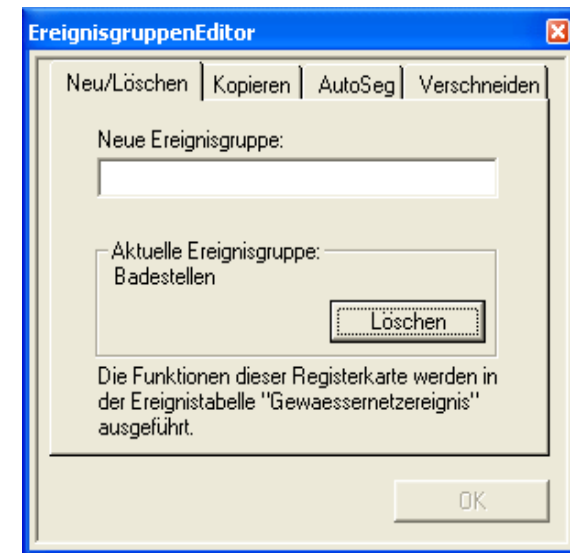 EreignisgruppenEditor
Neu/Löschen Kopieren AutoSeg Verschneiden
Neue Ereignisgruppe:
Aktuelle Ereignisgruppe:
Badestellen
Löschen
Die Funktionen dieser Registerkarte werden in
der Ereignistabelle "Gewaessernetzereignis"
ausgeführt.
OK